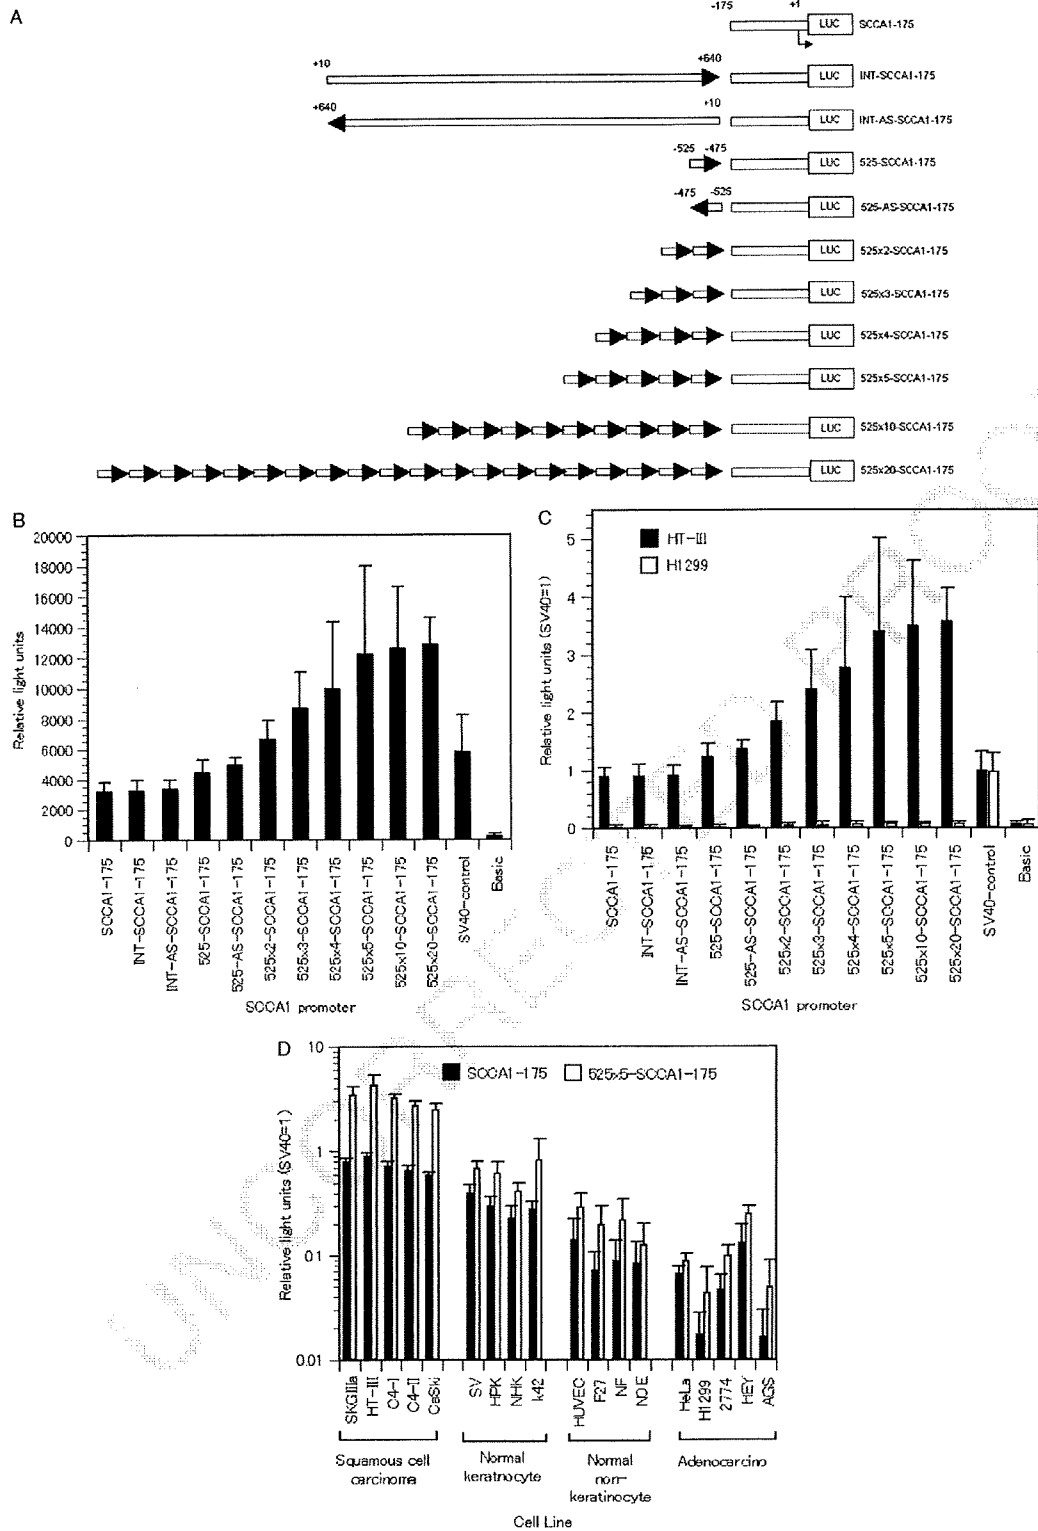 A
-175
+1
LUC
SCCA1-175
+10
+640
LUC
INT-SCCA1-175
+640
+10
LUC
INT-AS-SCCA1-175
-525 -475
LUC
525-SCCA1-175
-475 -525
LUC
525-AS-SCCA1-175
LUC
525x2-SCCA1-175
LUC
525x3-SCCA1-175
LUC
525x4-SCCA1-175
LUC
525x5-SCCA1-175
LUC
525x10-SCCA1-175
LUC
525x20-SCCA1-175
B
20000
18000
16000
14000
12000
10000
8000
6000
4000
2000
0
Relative light units
SCCA1-175
INT-SCCA1-175
INT-AS-SCCA1-175
525-SCCA1-175
525-AS-SCCA1-175
525x2-SCCA1-175
525x3-SCCA1-175
525x4-SCCA1-175
525x5-SCCA1-175
525x10-SCCA1-175
525x20-SCCA1-175
SV40-control
Basic
SCCA1 promoter
C
5
4
3
2
1
0
Relative light units (SV40=1)
HT-III
H1299
SCCA1-175
INT-SCCA1-175
INT-AS-SCCA1-175
525-SCCA1-175
525-AS-SCCA1-175
525x2-SCCA1-175
525x3-SCCA1-175
525x4-SCCA1-175
525x5-SCCA1-175
525x10-SCCA1-175
525x20-SCCA1-175
SV40-control
Basic
SCCA1 promoter
D
10
1
0.1
0.01
Relative light units (SV40=1)
SCCA1-175
525x5-SCCA1-175
SKGIIIa
HT-III
C4-I
C4-II
CaSki
SV
HPK
NHK
k42
HUVEC
F27
NF
NOE
HeLa
H1299
2774
HEY
AGS
Squamous cell
carcinoma
Normal
keratnocyte
Normal
non-
keratinocyte
Adenocarcino
Cell Line
UNCORRECTED PROOF